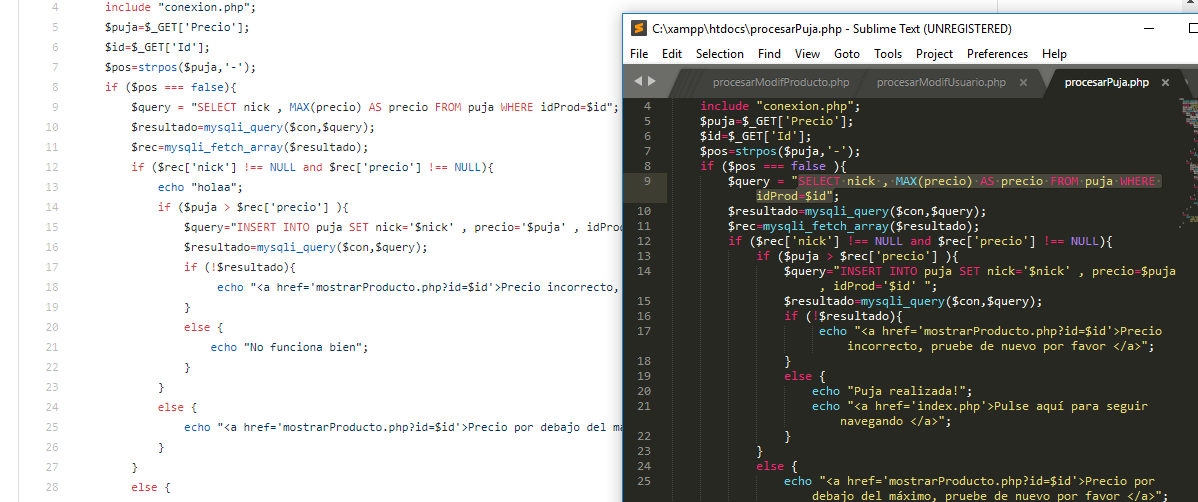 4 include "conexion.php";
5 $puja=$_GET['Precio'];
6 $id=$_GET['Id'];
7 $pos=strpos($puja,'-');
8 if ($pos === false){
9 $query = "SELECT nick , MAX(precio) AS precio FROM puja WHERE idProd=$id";
10 $resultado=mysqli_query($con,$query);
11 $rec=mysqli_fetch_array($resultado);
12 if ($rec['nick'] !== NULL and $rec['precio'] !== NULL){
13 echo "holaa";
14 if ($puja > $rec['precio'] ){
15 $query="INSERT INTO puja SET nick='$nick' , precio='$puja' , idPro
16 $resultado=mysqli_query($con,$query);
17 if (!$resultado){
18 echo "<a href='mostrarProducto.php?id=$id'>Precio incorrecto,
19 }
20 else {
21 echo "No funciona bien";
22 }
23 }
24 else {
25 echo "<a href='mostrarProducto.php?id=$id'>Precio por debajo del má
26 }
27 }
28 else {
C:\xampp\htdocs\procesarPuja.php - Sublime Text (UNREGISTERED)
File Edit Selection Find View Goto Tools Project Preferences Help
procesarModifProducto.php procesarModifUsuario.php procesarPuja.php
4 include "conexion.php";
5 $puja=$_GET['Precio'];
6 $id=$_GET['Id'];
7 $pos=strpos($puja,'-');
8 if ($pos === false ){
9 $query = "SELECT nick , MAX(precio) AS precio FROM puja WHERE
idProd=$id";
10 $resultado=mysqli_query($con,$query);
11 $rec=mysqli_fetch_array($resultado);
12 if ($rec['nick'] !== NULL and $rec['precio'] !== NULL){
13 if ($puja > $rec['precio'] ){
14 $query="INSERT INTO puja SET nick='$nick' , precio=$puja
, idProd='$id' ";
15 $resultado=mysqli_query($con,$query);
16 if (!$resultado){
17 echo "<a href='mostrarProducto.php?id=$id'>Precio
incorrecto, pruebe de nuevo por favor </a>";
18 }
19 else {
20 echo "Puja realizada!";
21 echo "<a href='index.php'>Pulse aquí para seguir
navegando </a>";
22 }
23 }
24 else {
25 echo "<a href='mostrarProducto.php?id=$id'>Precio por
debajo del máximo, pruebe de nuevo por favor </a>";